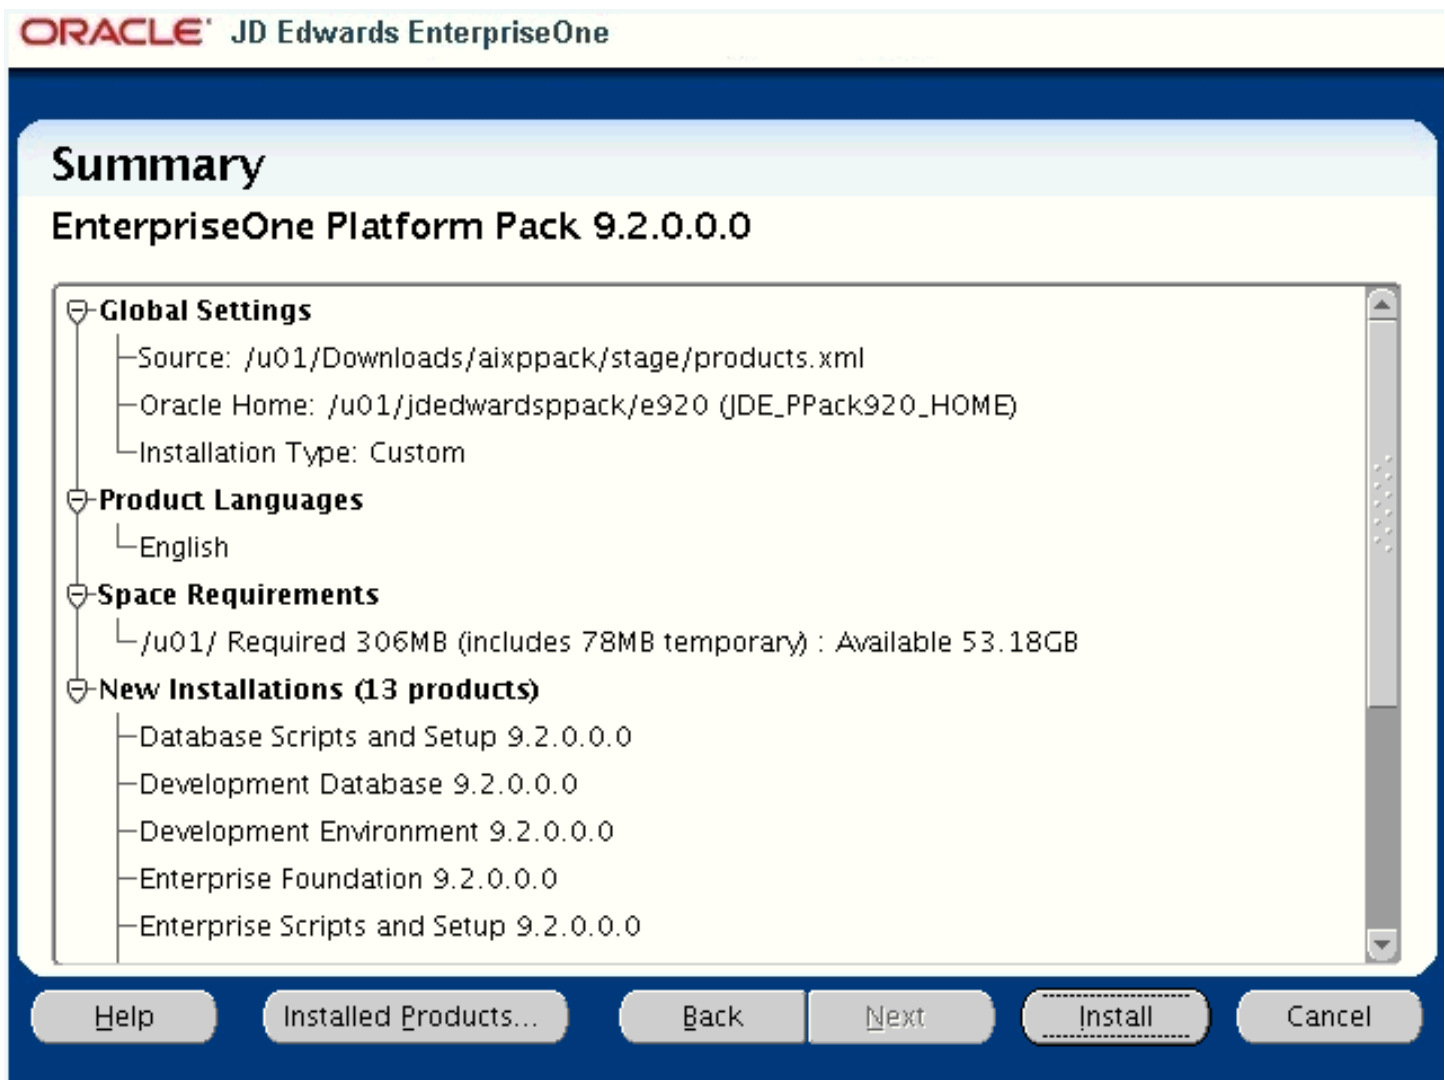 ORACLE JD Edwards EnterpriseOne
Summary
EnterpriseOne Platform Pack 9.2.0.0.0
Global Settings
Source: /u01/Downloads/aixppack/stage/products.xml
Oracle Home: /u01/jdedwardsppack/e920 (JDE_PPack920_HOME)
Installation Type: Custom
Product Languages
English
Space Requirements
/u01/ Required 306MB (includes 78MB temporary) : Available 53.18GB
New Installations (13 products)
Database Scripts and Setup 9.2.0.0.0
Development Database 9.2.0.0.0
Development Environment 9.2.0.0.0
Enterprise Foundation 9.2.0.0.0
Enterprise Scripts and Setup 9.2.0.0.0
Help Installed Products... Back Next Install Cancel